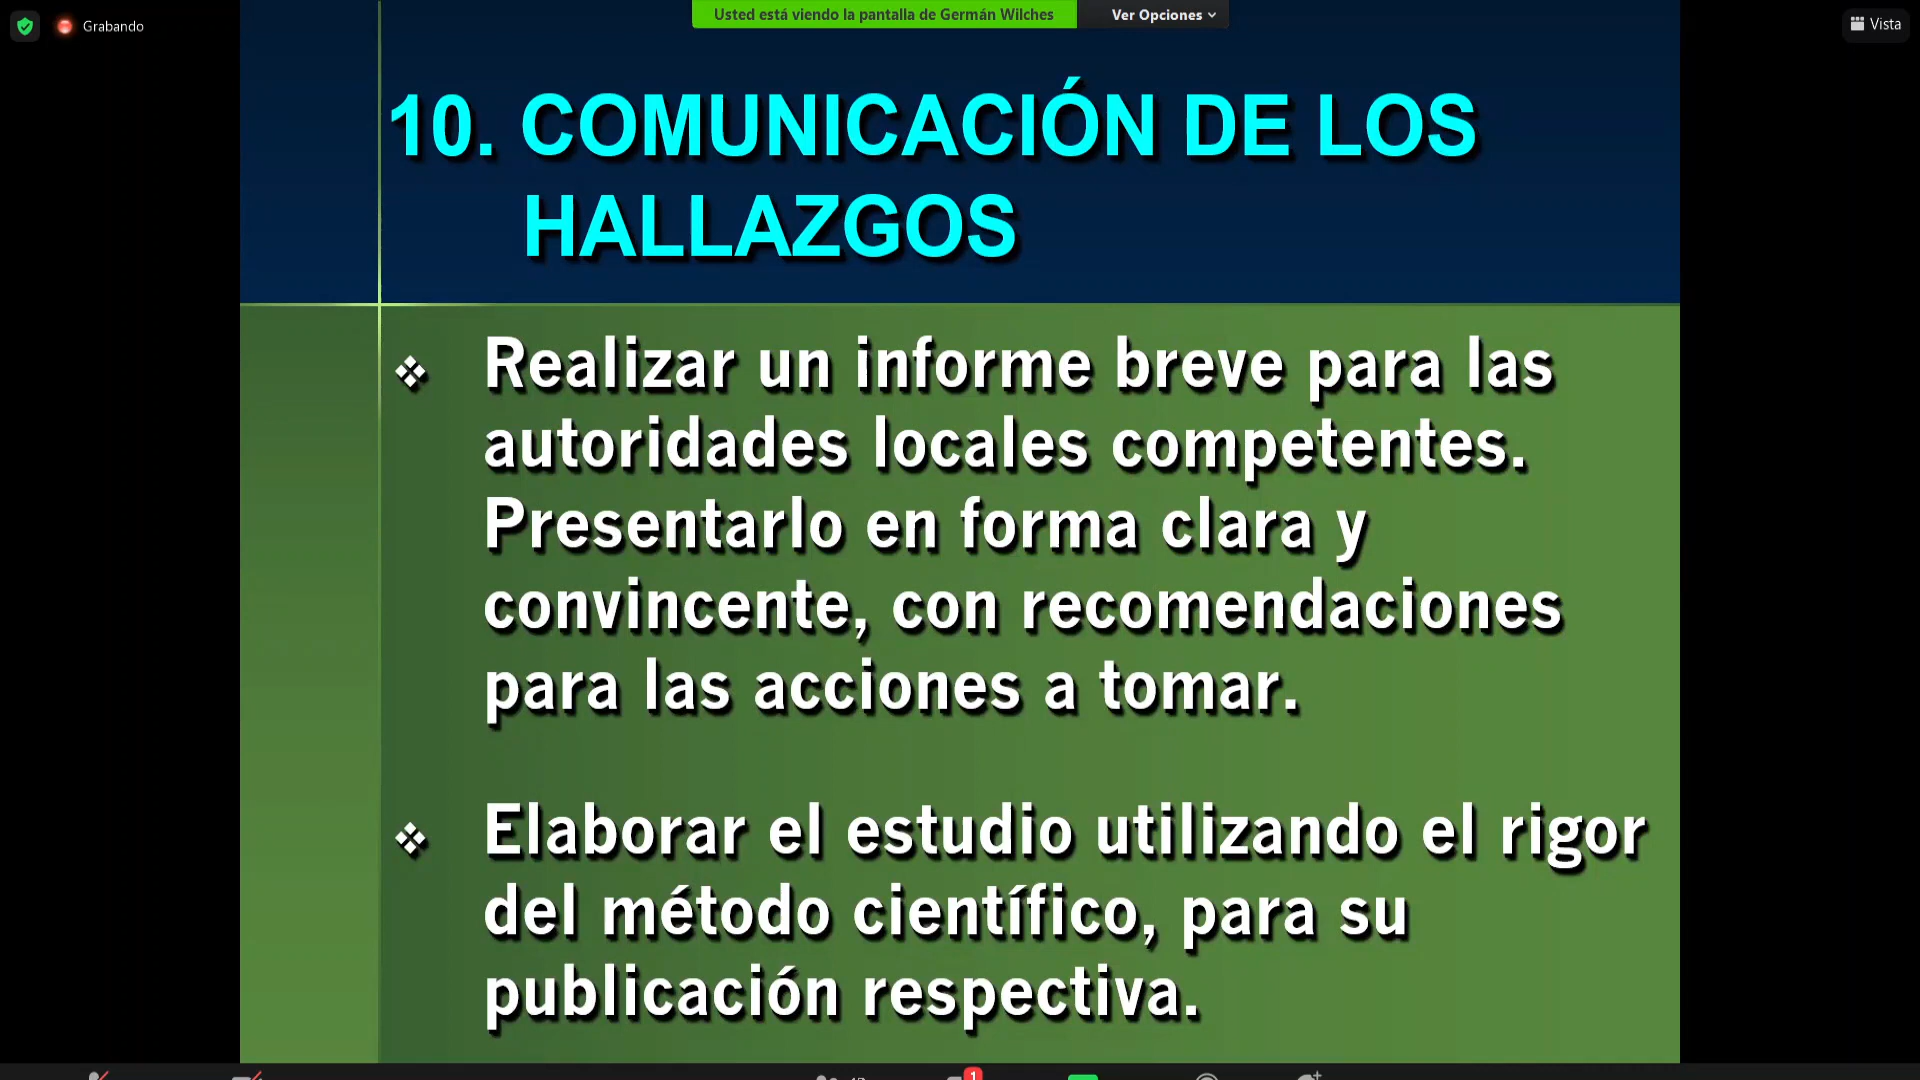 Grabando
Usted está viendo la pantalla de Germán Wilches
Ver Opciones
Vista
10. COMUNICACIÓN DE LOS
HALLAZGOS
❖ Realizar un informe breve para las
autoridades locales competentes.
Presentarlo en forma clara y
convincente, con recomendaciones
para las acciones a tomar.
❖ Elaborar el estudio utilizando el rigor
del método científico, para su
publicación respectiva.
1